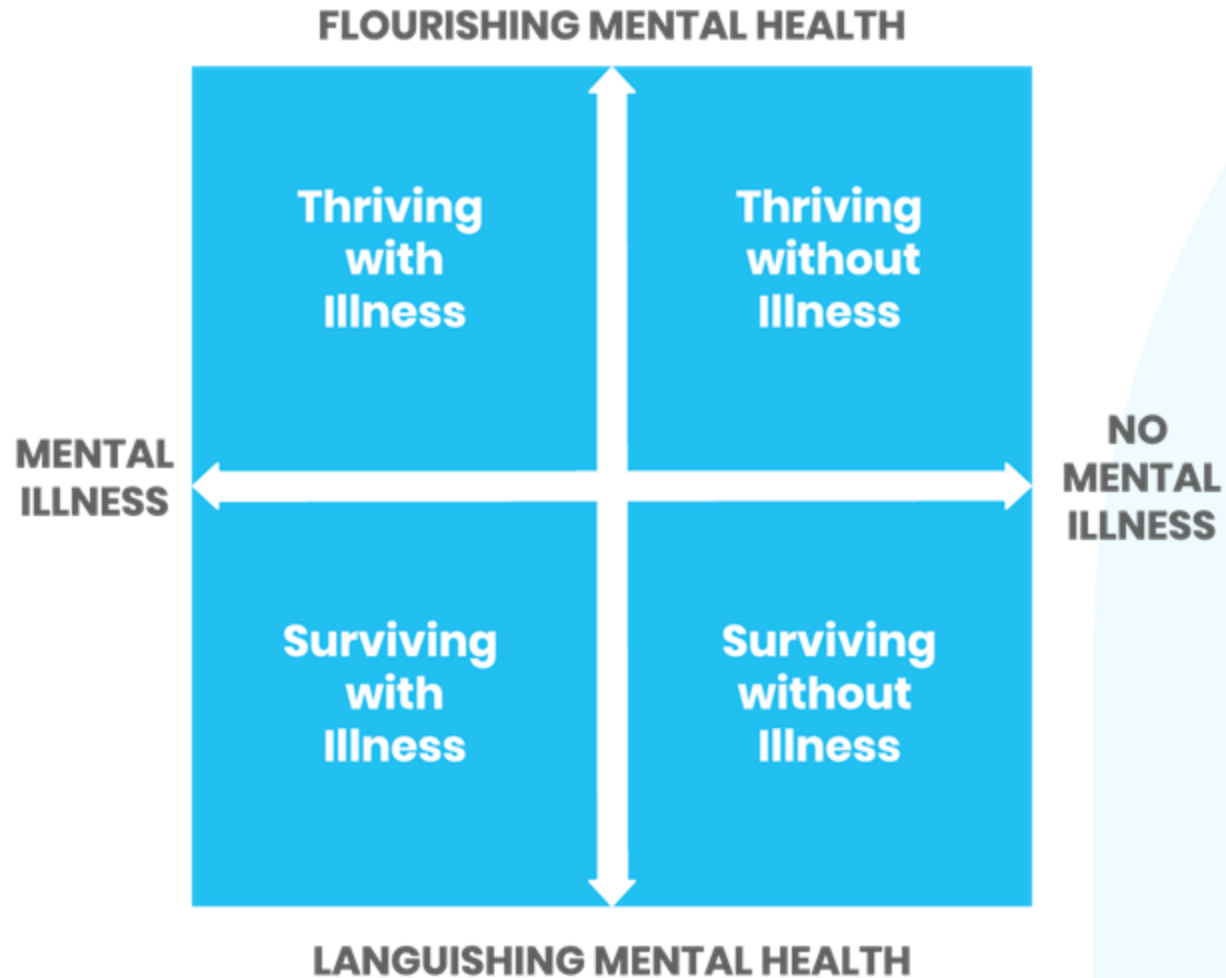 FLOURISHING MENTAL HEALTH
Thriving
with
Illness
Thriving
without
Illness
MENTAL
ILLNESS
NO
MENTAL
ILLNESS
Surviving
with
Illness
Surviving
without
Illness
LANGUISHING MENTAL HEALTH